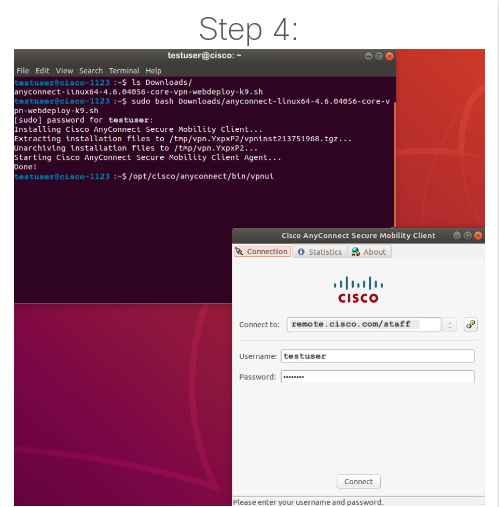 Step 4:
testuser@cisco: ~
File Edit View Search Terminal Help
testuser@cisco-1123 :~$ ls Downloads/
anyconnect-linux64-4.6.04056-core-vpn-webdeploy-k9.sh
testuser@cisco-1123 :~$ sudo bash Downloads/anyconnect-linux64-4.6.04056-core-v
pn-webdeploy-k9.sh
[sudo] password for testuser:
Installing Cisco AnyConnect Secure Mobility Client...
Extracting installation files to /tmp/vpn.YxpxP2/vpninst213751968.tgz...
Unarchiving installation files to /tmp/vpn.YxpxP2...
Starting Cisco AnyConnect Secure Mobility Client Agent...
Done!
testuser@cisco-1123 :~$ /opt/cisco/anyconnect/bin/vpnui
Cisco AnyConnect Secure Mobility Client
Connection Statistics About
CISCO
Connect to: remote.cisco.com/staff
Username: testuser
Password: ••••••••
Connect
Please enter your username and password.